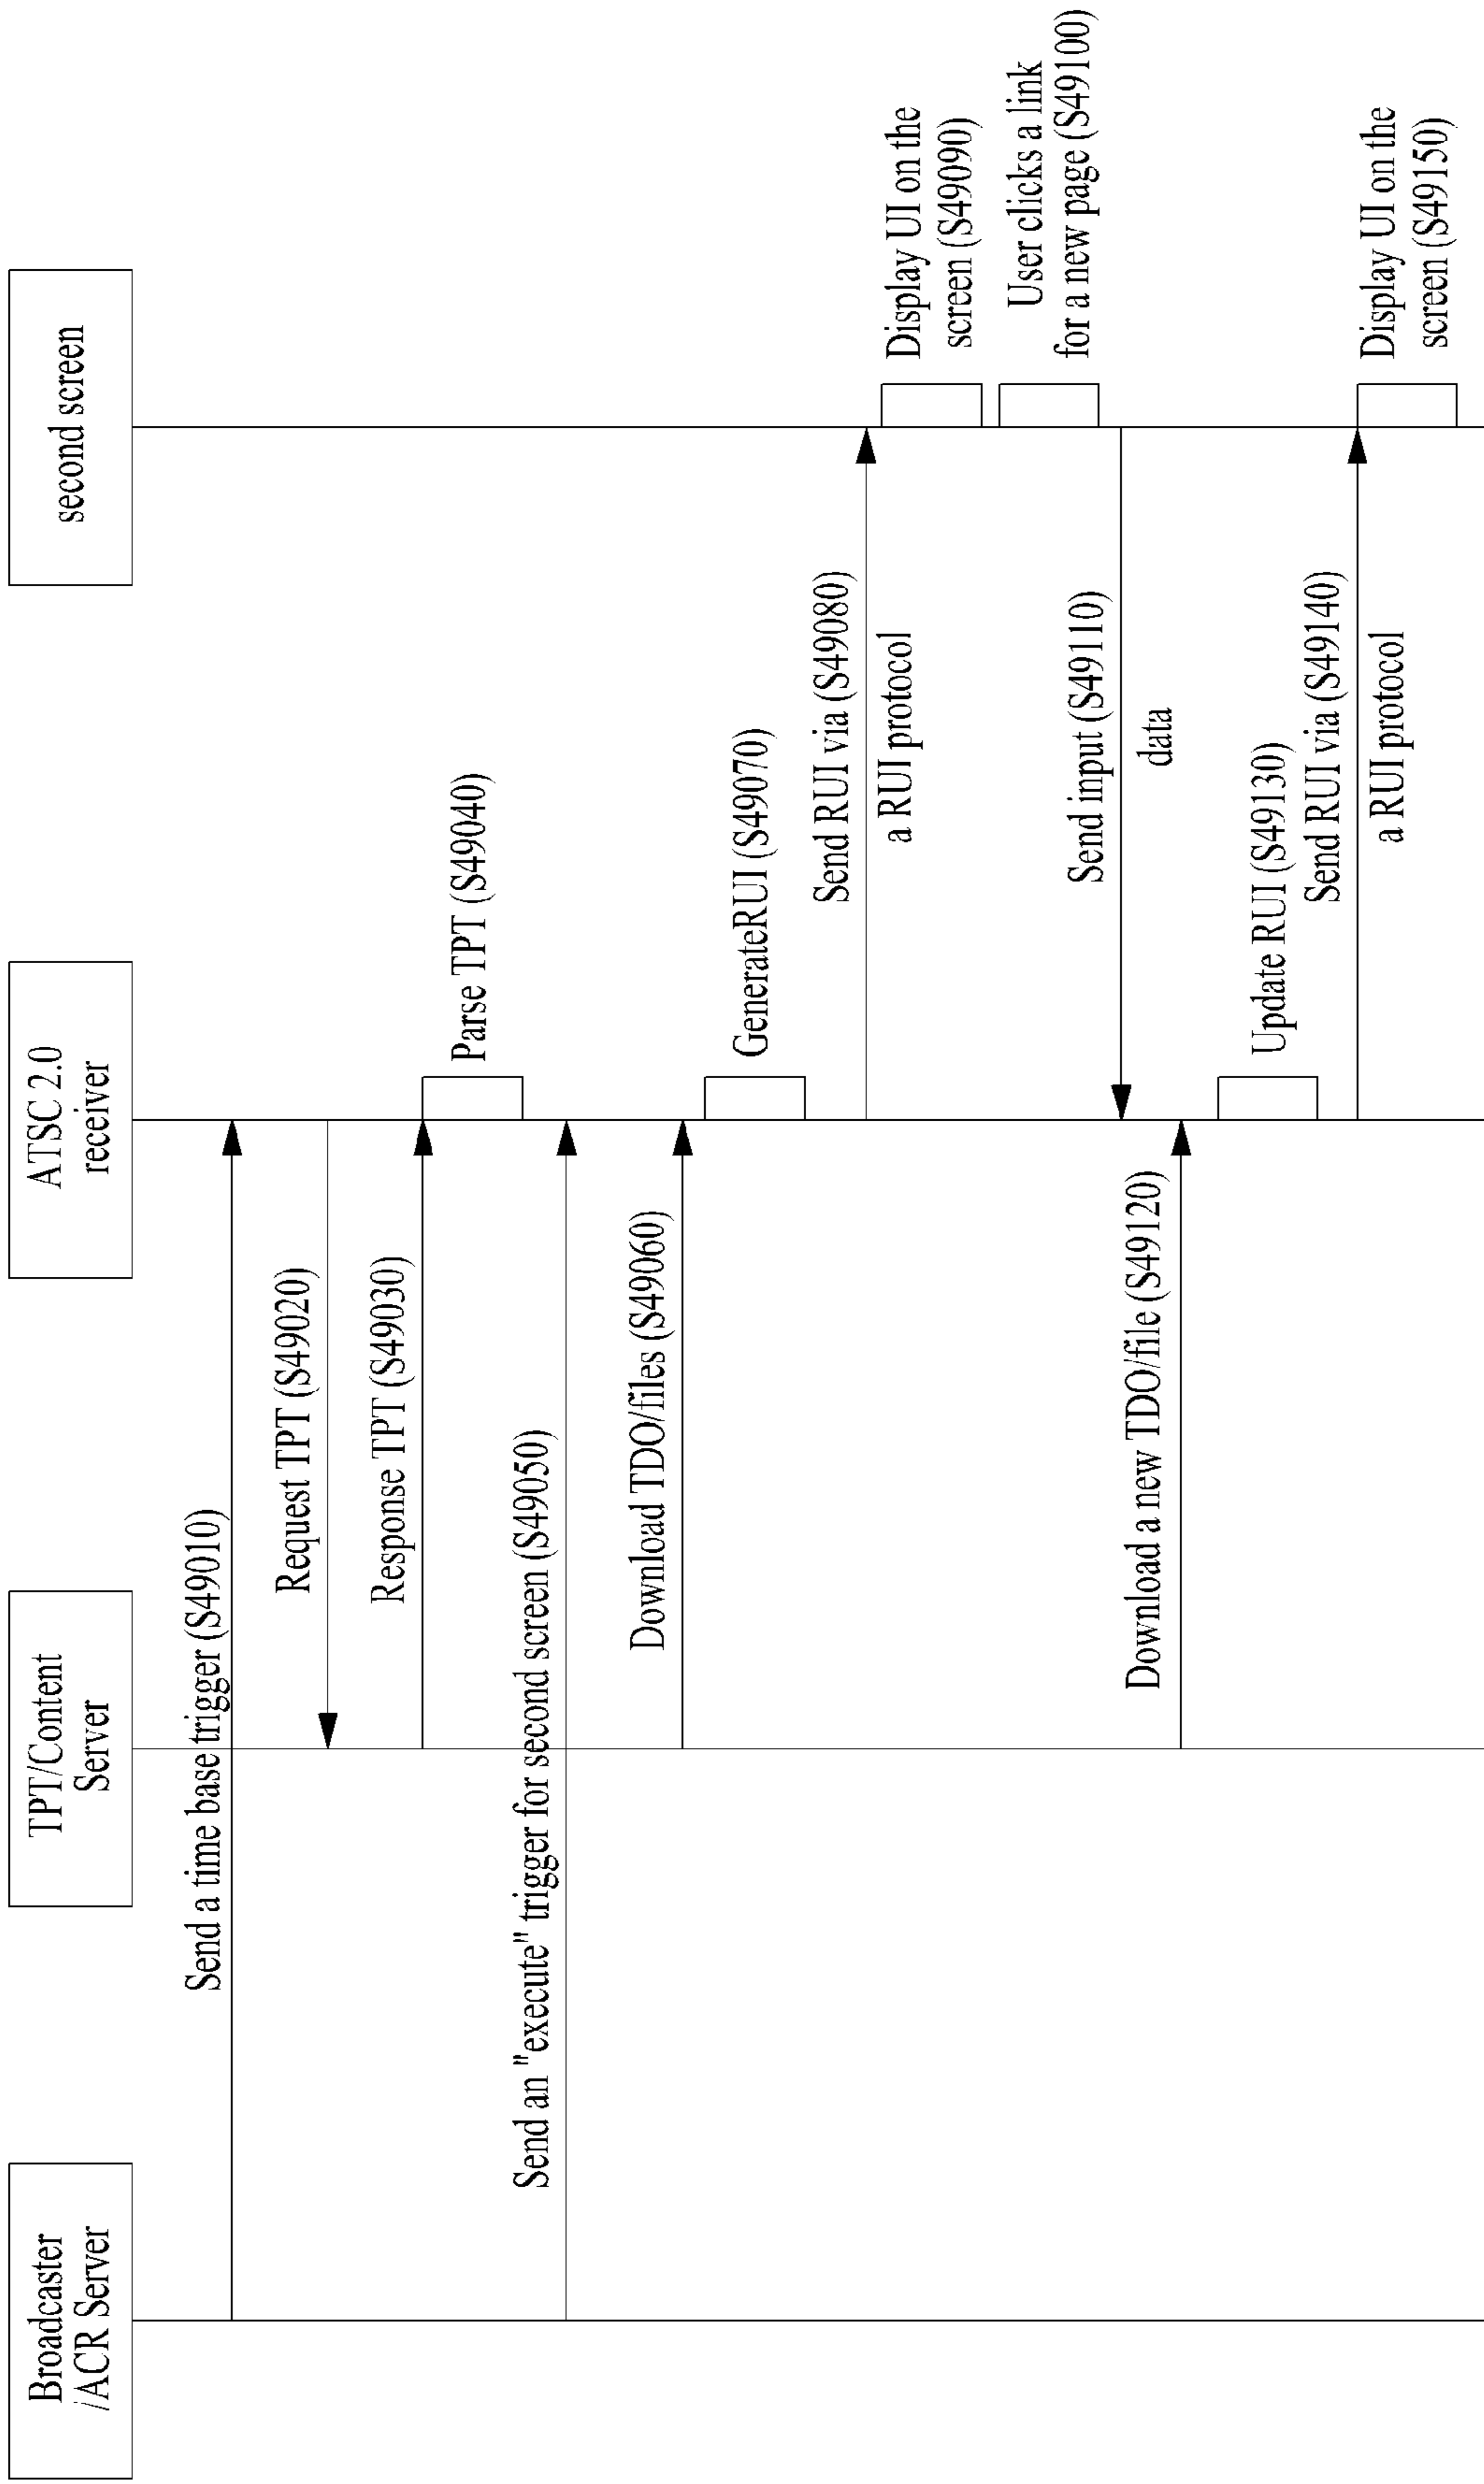 Broadcaster
/ACR Server
TPT/Content
Server
ATSC 2.0
receiver
second screen
Send a time base trigger (S49010)
Request TPT (S49020)
Response TPT (S49030)
Parse TPT (S49040)
Send an "execute" trigger for second screen (S49050)
Download TDO/files (S49060)
GenerateRUI (S49070)
Send RUI via (S49080)
a RUI protocol
Display UI on the
screen (S49090)
User clicks a link
for a new page (S49100)
Send input (S49110)
data
Download a new TDO/file (S49120)
Update RUI (S49130)
Send RUI via (S49140)
a RUI protocol
Display UI on the
screen (S49150)